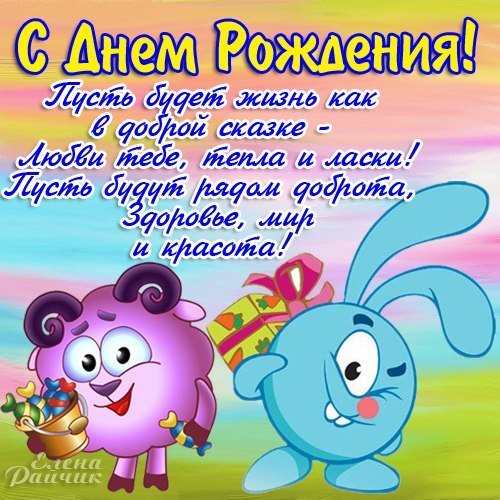 С Днем Рождения!
Пусть будет жизнь как
в доброй сказке -
Любви тебе, тепла и ласки!
Пусть будут рядом доброта,
Здоровье, мир
и красота!
Елена
Райчик